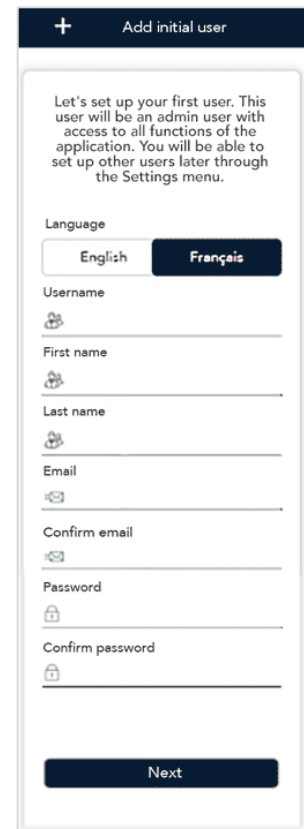 Add initial user
Let's set up your first user. This
user will be an admin user with
access to all functions of the
application. You will be able to
set up other users later through
the Settings menu.
Language
English Français
Username
First name
Last name
Email
Confirm email
Password
Confirm password
Next